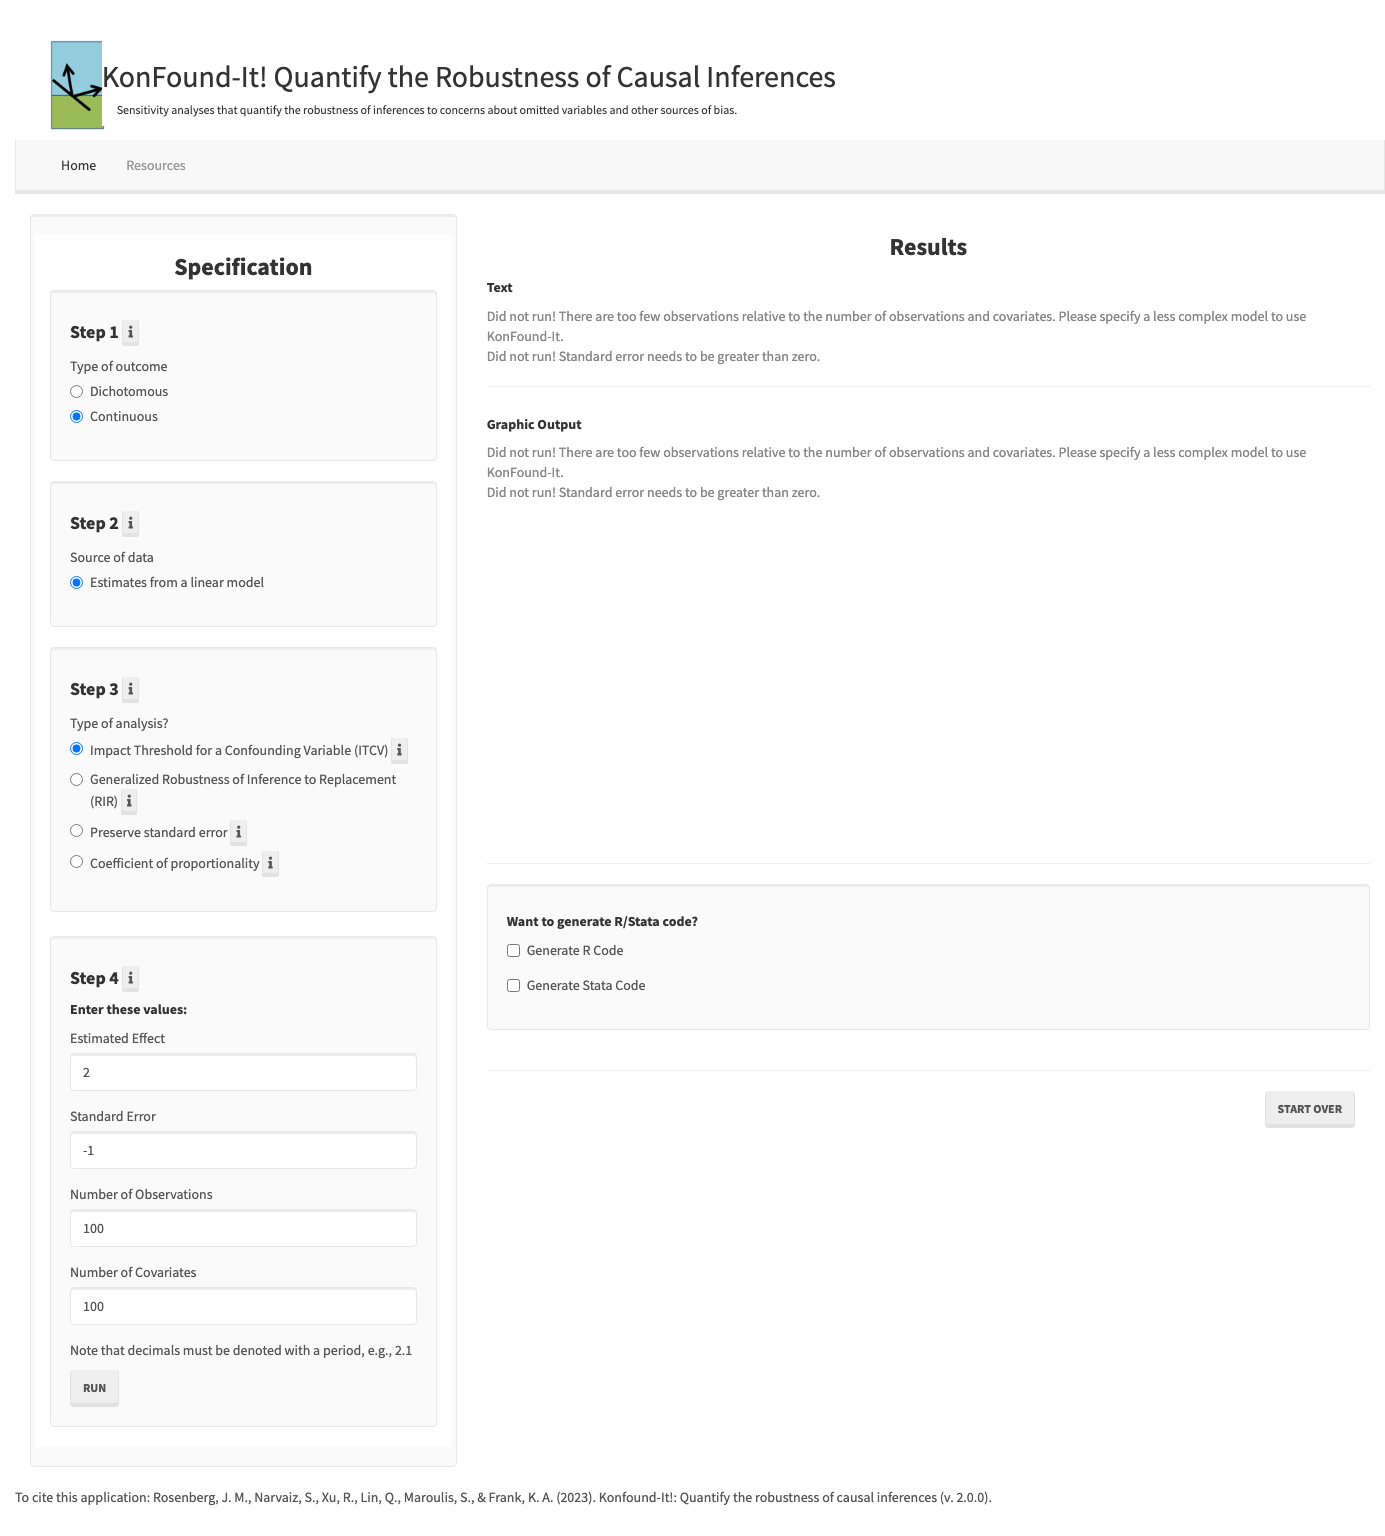 KonFound-It! Quantify the Robustness of Causal Inferences
Sensitivity analyses that quantify the robustness of inferences to concerns about omitted variables and other sources of bias.
Home
Resources
Specification
Step 1 i
Type of outcome
Dichotomous
Continuous
Step 2 i
Source of data
Estimates from a linear model
Step 3 i
Type of analysis?
Impact Threshold for a Confounding Variable (ITCV) i
Generalized Robustness of Inference to Replacement
(RIR) i
Preserve standard error i
Coefficient of proportionality i
Step 4 i
Enter these values:
Estimated Effect
2
Standard Error
-1
Number of Observations
100
Number of Covariates
100
Note that decimals must be denoted with a period, e.g., 2.1
RUN
Results
Text
Did not run! There are too few observations relative to the number of observations and covariates. Please specify a less complex model to use
KonFound-It.
Did not run! Standard error needs to be greater than zero.
Graphic Output
Did not run! There are too few observations relative to the number of observations and covariates. Please specify a less complex model to use
KonFound-It.
Did not run! Standard error needs to be greater than zero.
Want to generate R/Stata code?
Generate R Code
Generate Stata Code
START OVER
To cite this application: Rosenberg, J. M., Narvaiz, S., Xu, R., Lin, Q., Maroulis, S., & Frank, K. A. (2023). Konfound-It!: Quantify the robustness of causal inferences (v. 2.0.0).